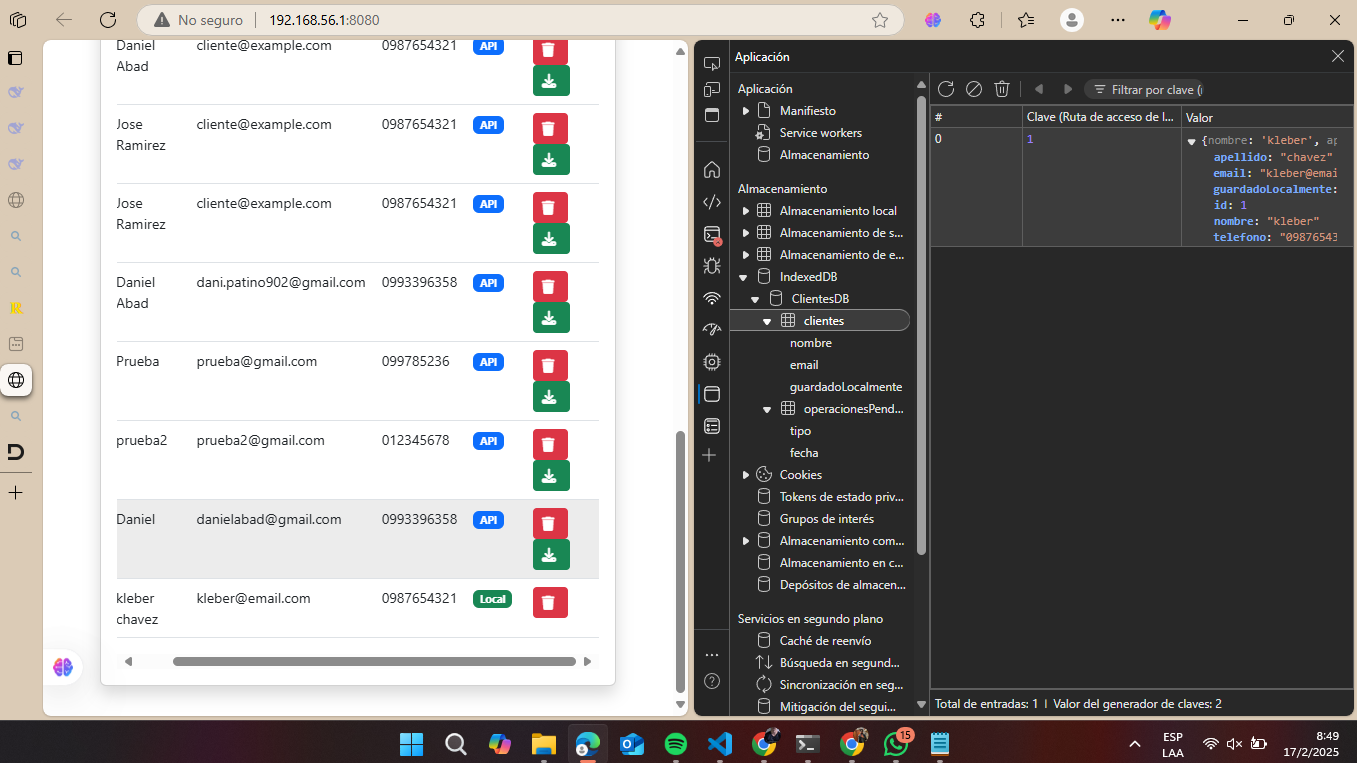 No seguro
192.168.56.1:8080
Daniel Abad cliente@example.com 0987654321 API
Jose Ramirez cliente@example.com 0987654321 API
Jose Ramirez cliente@example.com 0987654321 API
Daniel Abad dani.patino902@gmail.com 0993396358 API
Prueba prueba@gmail.com 099785236 API
prueba2 prueba2@gmail.com 012345678 API
Daniel danielabad@gmail.com 0993396358 API
kleber chavez kleber@email.com 0987654321 Local
Aplicación
Aplicación
Manifiesto
Service workers
Almacenamiento
Almacenamiento
Almacenamiento local
Almacenamiento de s...
Almacenamiento de e...
IndexedDB
ClientesDB
clientes
nombre
email
guardadoLocalmente
operacionesPend...
tipo
fecha
Cookies
Tokens de estado priv...
Grupos de interés
Almacenamiento com...
Almacenamiento en c...
Depósitos de almacen...
Servicios en segundo plano
Caché de reenvío
Búsqueda en segund...
Sincronización en seg...
Mitigación del segui...
Filtrar por clave (
# Clave (Ruta de acceso de l... Valor
0 1 {nombre: 'kleber', ap
apellido: "chavez"
email: "kleber@emai
guardadoLocalmente:
id: 1
nombre: "kleber"
telefono: "09876543
Total de entradas: 1 | Valor del generador de claves: 2
15
ESP
LAA
8:49
17/2/2025